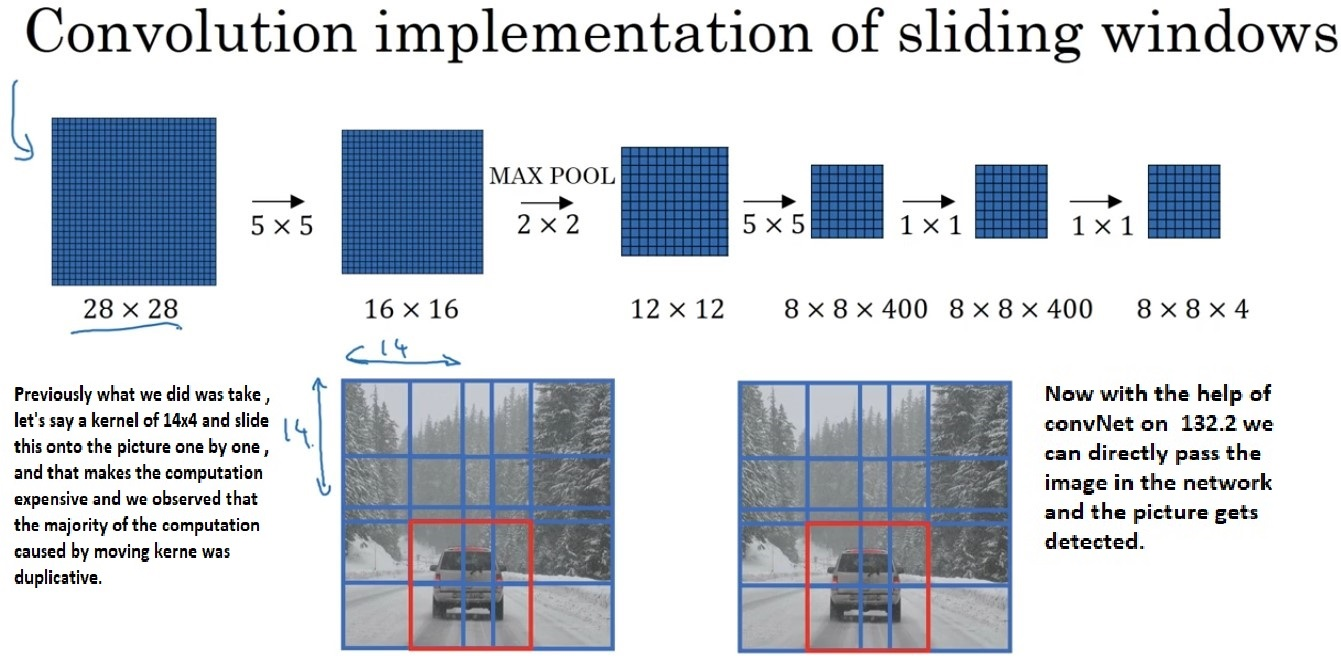 Convolution implementation of sliding windows
MAX POOL
5 × 5
2 × 2
5 × 5
1 × 1
1 × 1
28 × 28
16 × 16
12 × 12
8 × 8 × 400
8 × 8 × 400
8 × 8 × 4
14
14
Previously what we did was take ,
let's say a kernel of 14x4 and slide
this onto the picture one by one ,
and that makes the computation
expensive and we observed that
the majority of the computation
caused by moving kerne was
duplicative.
Now with the help of
convNet on 132.2 we
can directly pass the
image in the network
and the picture gets
detected.